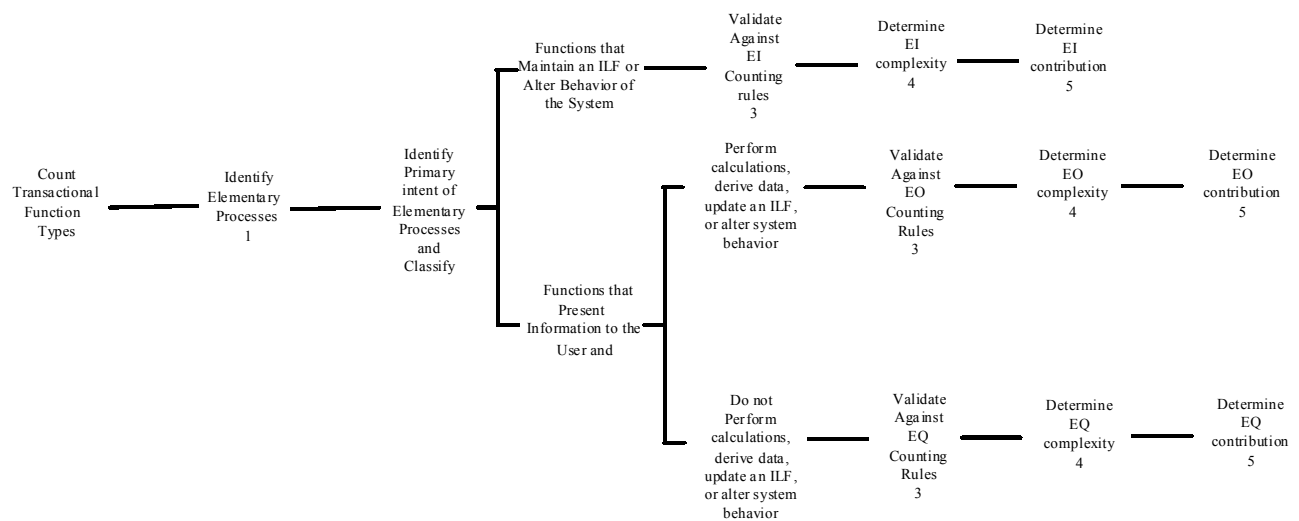 Count
Transactional
Function
Types
Identify
Elementary
Processes
1
Identify
Primary
intent of
Elementary
Processes
and
Classify
Functions that
Maintain an ILF or
Alter Behavior of
the System
Validate
Against
EI
Counting
rules
3
Determine
EI
complexity
4
Determine
EI
contribution
5
Functions that
Present
Information to the
User and
Perform
calculations,
derive data,
update an ILF,
or alter system
behavior
Validate
Against
EO
Counting
Rules
3
Determine
EO
complexity
4
Determine
EO
contribution
5
Do not
Perform
calculations,
derive data,
update an ILF,
or alter system
behavior
Validate
Against
EQ
Counting
Rules
3
Determine
EQ
complexity
4
Determine
EQ
contribution
5